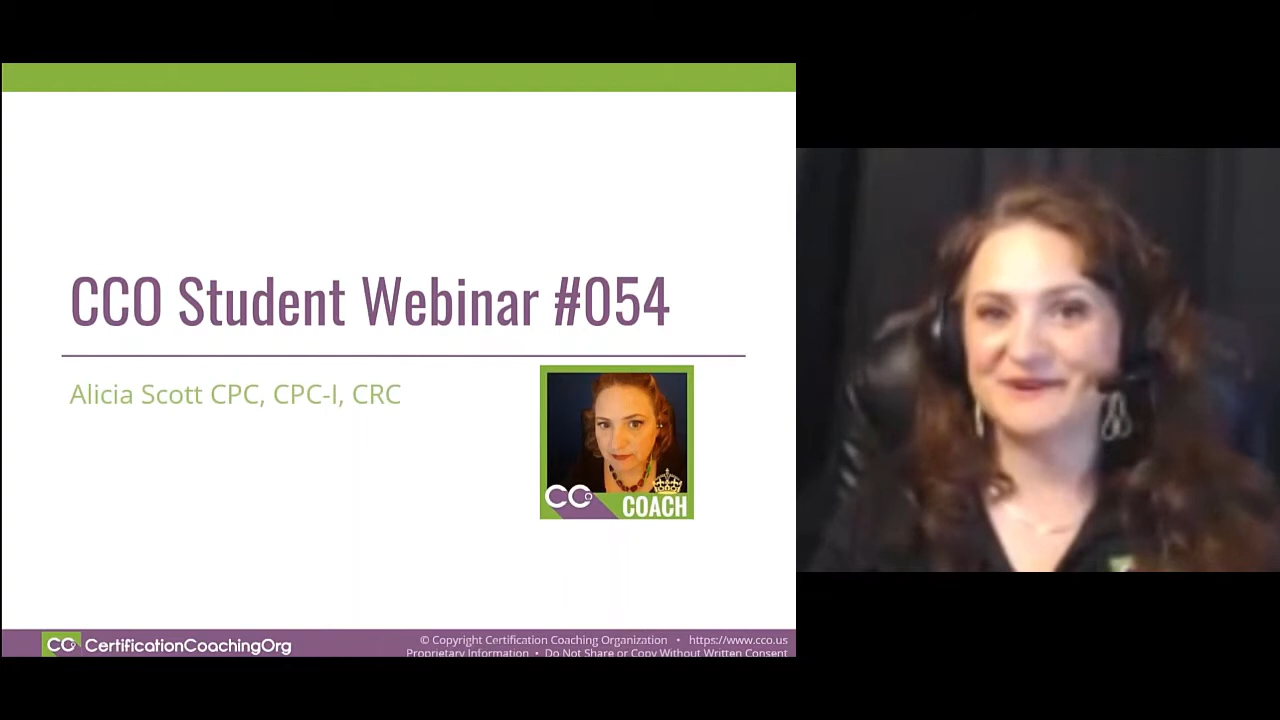 CCO Student Webinar #054
Alicia Scott CPC, CPC-I, CRC
CCO
COACH
CCO CertificationCoachingOrg
© Copyright Certification Coaching Organization • https://www.cco.us
Proprietary Information • Do Not Share or Copy Without Written Consent